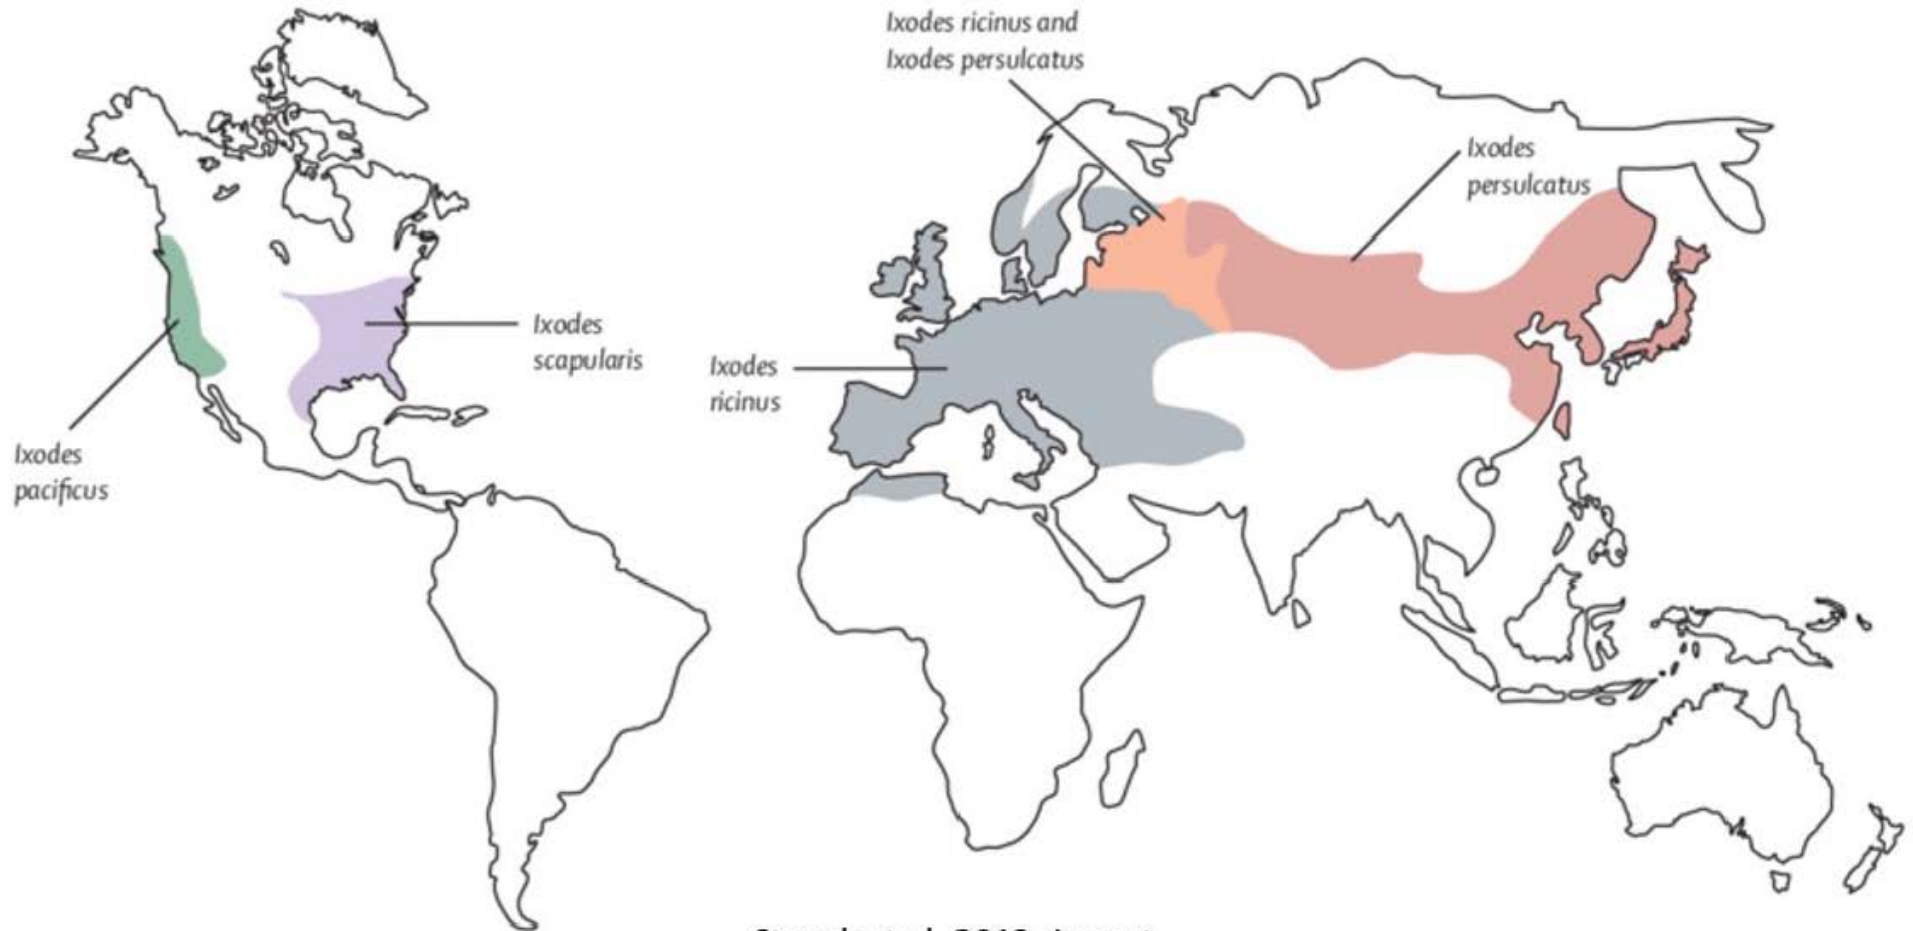 Ixodes ricinus and
Ixodes persulcatus
Ixodes
persulcatus
Ixodes
scapularis
Ixodes
ricinus
Ixodes
pacificus